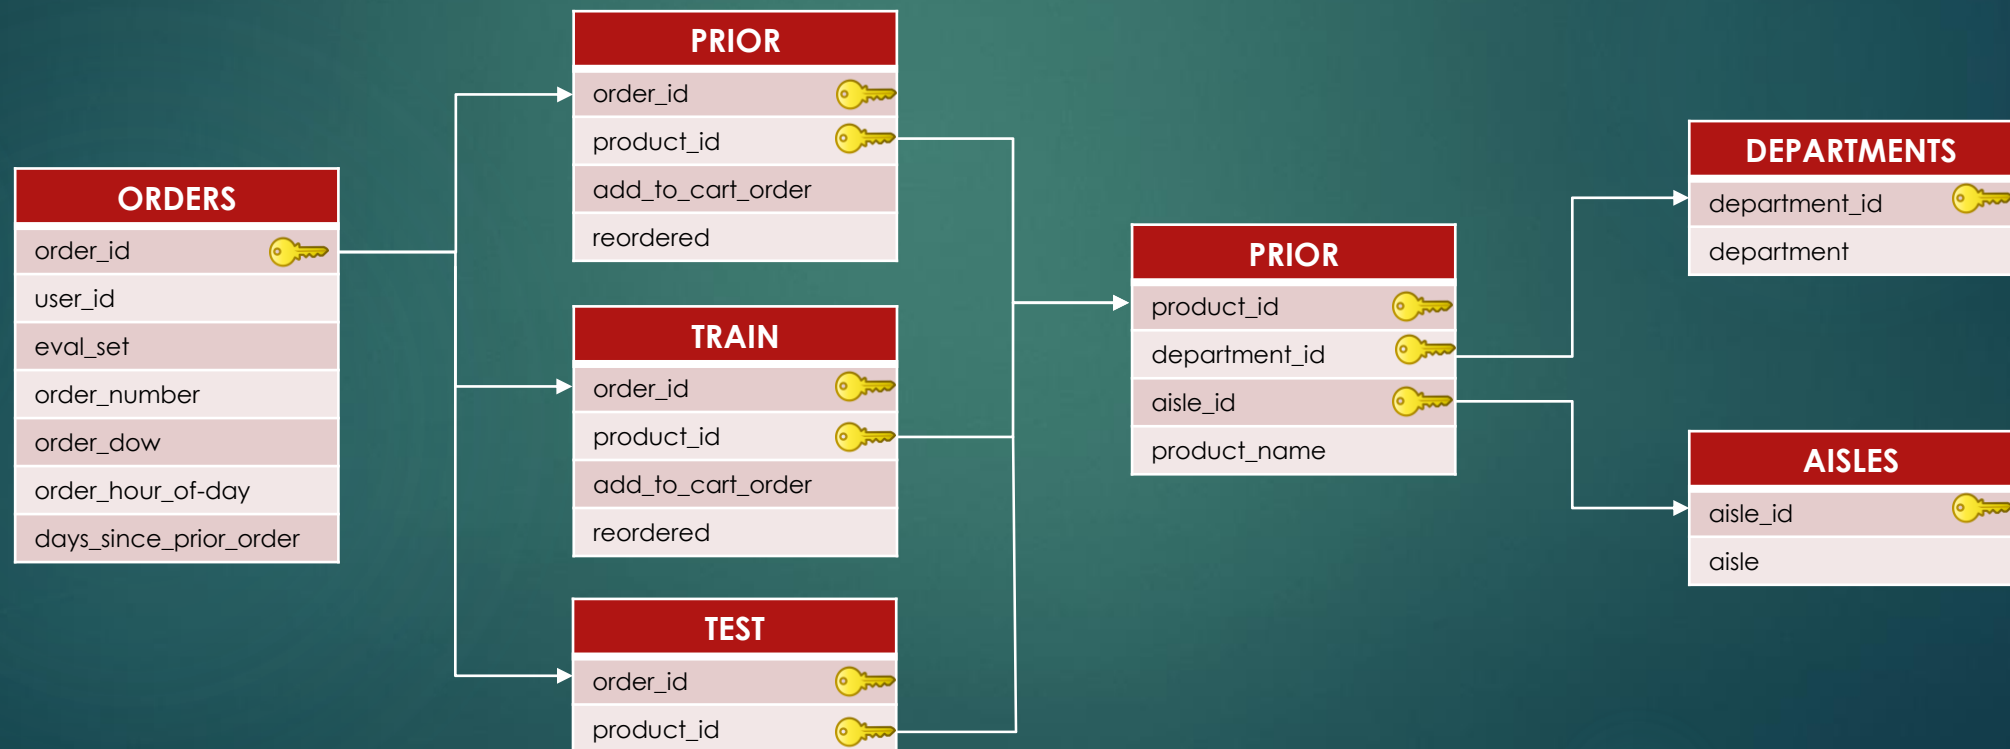 ORDERS
order_id
user_id
eval_set
order_number
order_dow
order_hour_of-day
days_since_prior_order
PRIOR
order_id
product_id
add_to_cart_order
reordered
TRAIN
order_id
product_id
add_to_cart_order
reordered
TEST
order_id
product_id
PRIOR
product_id
department_id
aisle_id
product_name
DEPARTMENTS
department_id
department
AISLES
aisle_id
aisle